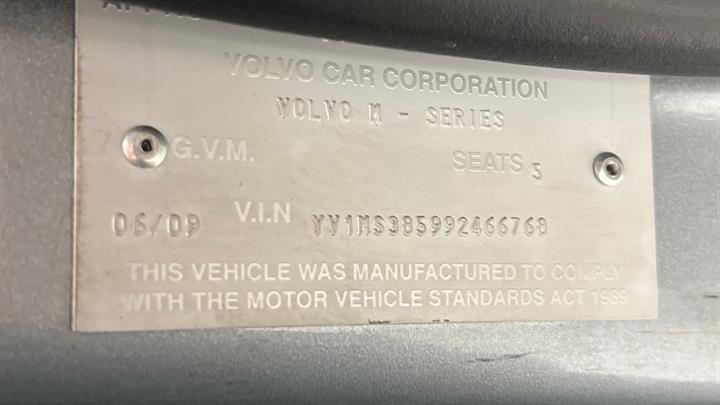 VOLVO CAR CORPORATION
VOLVO M - SERIES
G.V.M. SEATS 5
06/09 V.I.N YV1MS385992466768
THIS VEHICLE WAS MANUFACTURED TO COMPLY
WITH THE MOTOR VEHICLE STANDARDS ACT 1989